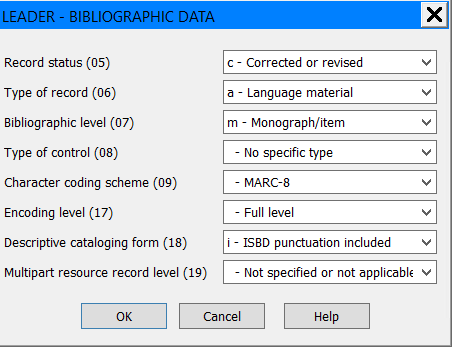 LEADER - BIBLIOGRAPHIC DATA
Record status (05) c - Corrected or revised
Type of record (06) a - Language material
Bibliographic level (07) m - Monograph/item
Type of control (08) - No specific type
Character coding scheme (09) - MARC-8
Encoding level (17) - Full level
Descriptive cataloging form (18) i - ISBD punctuation included
Multipart resource record level (19) - Not specified or not applicable
OK Cancel Help